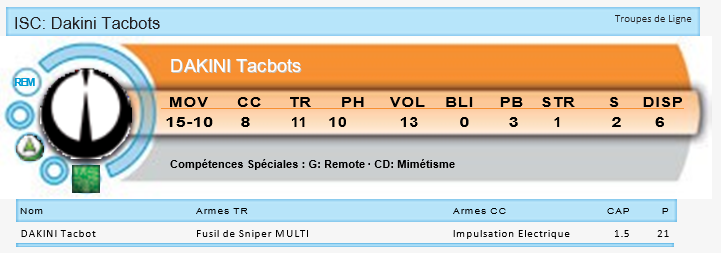 ISC: Dakini Tacbots Troupes de Ligne
DAKINI Tacbots
REM
MOV CC TR PH VOL BLI PB STR S DISP
15-10 8 11 10 13 0 3 1 2 6
A
Compétences Spéciales : G: Remote · CD: Mimétisme
Nom Armes TR Armes CC CAP P
DAKINI Tacbot Fusil de Sniper MULTI Impulsation Electrique 1.5 21